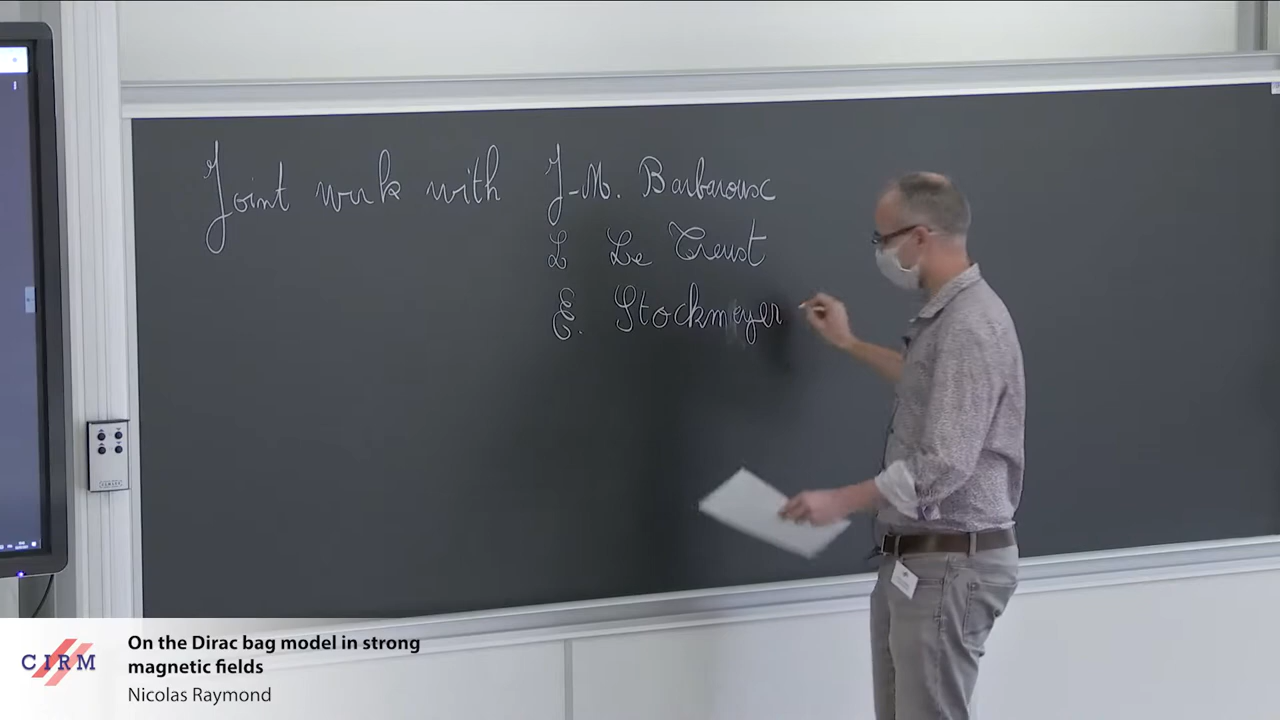 Joint work with J-M. Barbaroux
L Le Treust
E. Stockmeyer
CIRM
On the Dirac bag model in strong
magnetic fields
Nicolas Raymond